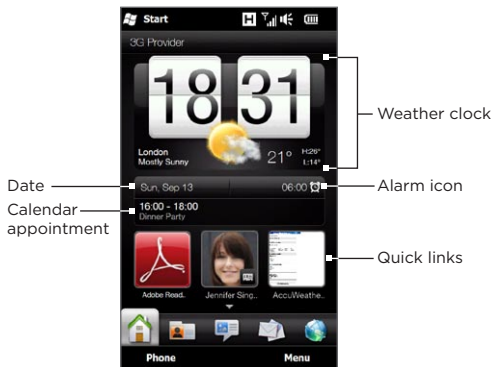 Start
H
3G Provider
18 31
Weather clock
London
Mostly Sunny
21° H:26°
L:14°
Date
Sun, Sep 13
06:00
Alarm icon
Calendar
appointment
16:00 - 18:00
Dinner Party
Quick links
Adobe Read..
Jennifer Sing..
AccuWeathe..
Phone
Menu